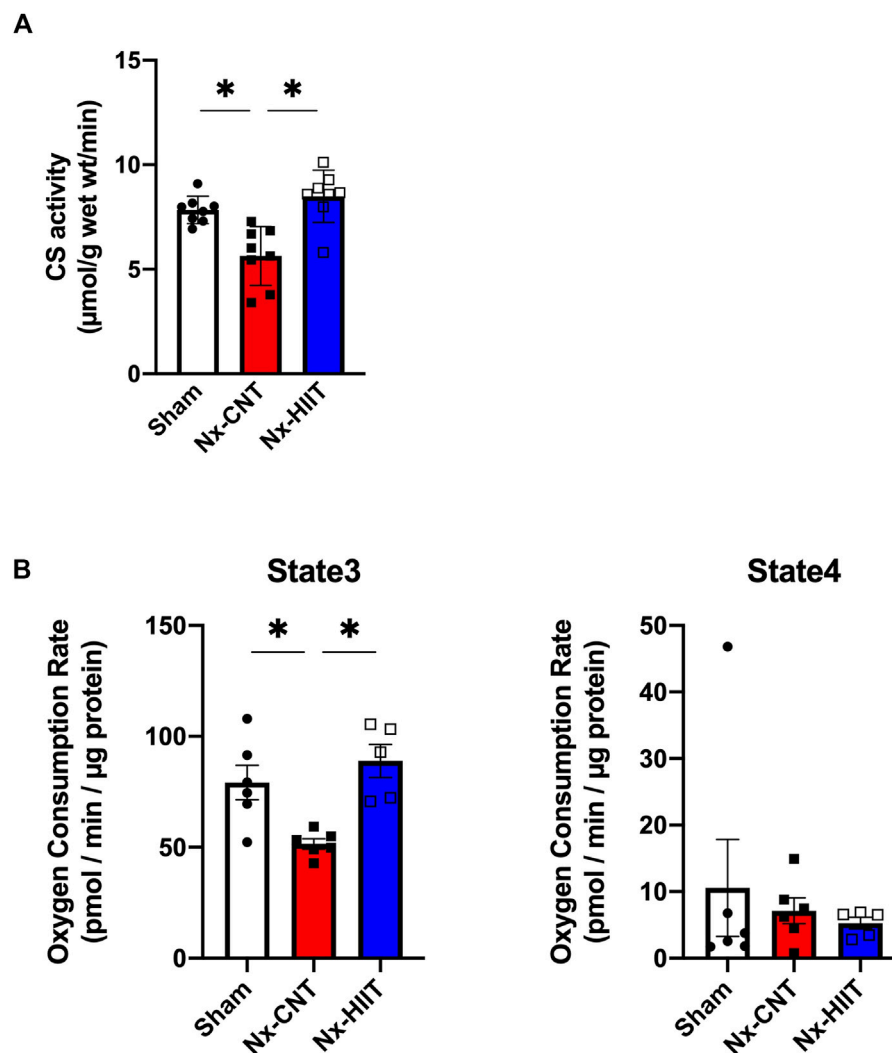 A
CS activity
(µmol/g wet wt/min)
15
10
5
0
* *
Sham
Nx-CNT
Nx-HIIT
B
State3
Oxygen Consumption Rate
(pmol / min / µg protein)
150
100
50
0
* *
Sham
Nx-CNT
Nx-HIIT
State4
Oxygen Consumption Rate
(pmol / min / µg protein)
50
40
30
20
10
0
Sham
Nx-CNT
Nx-HIIT